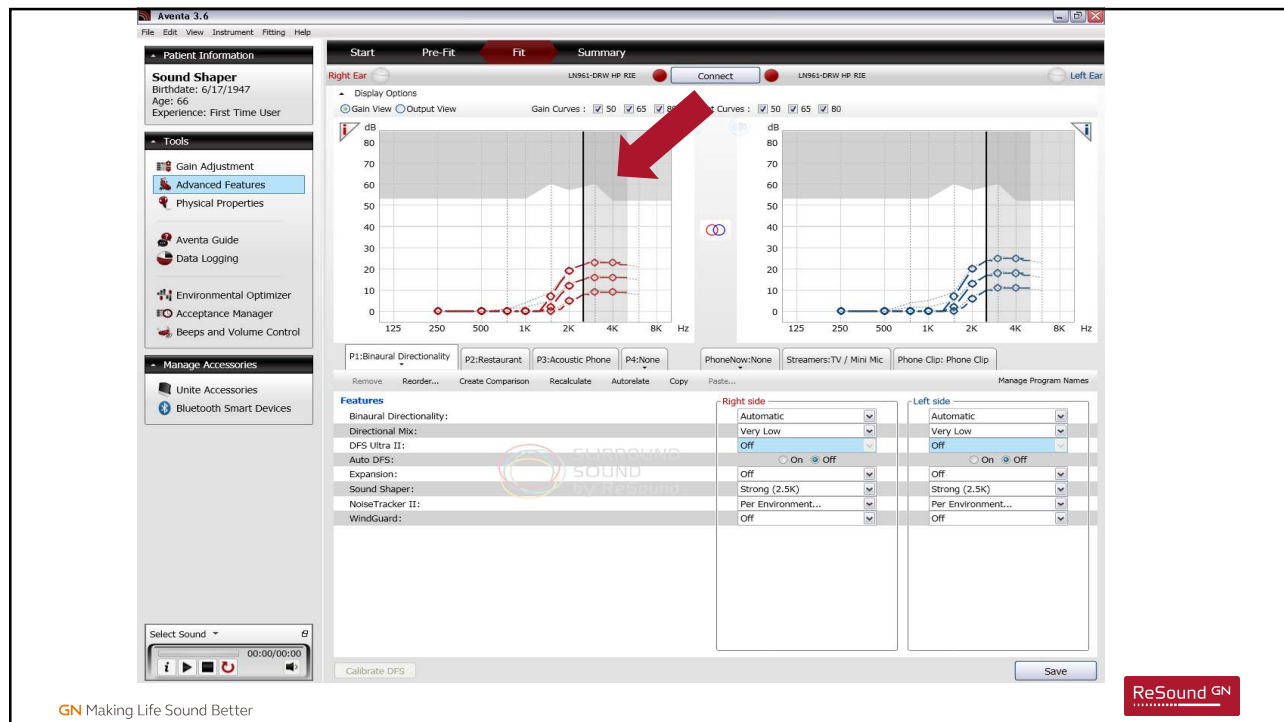 Aventa 3.6
File Edit View Instrument Fitting Help
Patient Information
Sound Shaper
Birthdate: 6/17/1947
Age: 66
Experience: First Time User
Tools
Gain Adjustment
Advanced Features
Physical Properties
Aventa Guide
Data Logging
Environmental Optimizer
Acceptance Manager
Beeps and Volume Control
Manage Accessories
Unite Accessories
Bluetooth Smart Devices
Select Sound
00:00/00:00
Start Pre-Fit Fit Summary
Right Ear LN961-DRW HP RIE Connect LN961-DRW HP RIE Left Ear
Display Options
Gain View Output View Gain Curves : 50 65 Curves : 50 65 80
dB
80
70
60
50
40
30
20
10
0
125 250 500 1K 2K 4K 8K Hz
dB
80
70
60
50
40
30
20
10
0
125 250 500 1K 2K 4K 8K Hz
P1:Binaural Directionality P2:Restaurant P3:Acoustic Phone P4:None PhoneNow:None Streamers:TV / Mini Mic Phone Clip: Phone Clip
Remove Reorder... Create Comparison Recalculate Autorelate Copy Paste... Manage Program Names
Features Right side Left side
Binaural Directionality: Automatic Automatic
Directional Mix: Very Low Very Low
DFS Ultra II: Off Off
Auto DFS: On Off On Off
Expansion: Off Off
Sound Shaper: Strong (2.5K) Strong (2.5K)
NoiseTracker II: Per Environment... Per Environment...
WindGuard: Off Off
SURROUND
SOUND
by ReSound
Calibrate DFS Save
GN Making Life Sound Better
ReSound GN